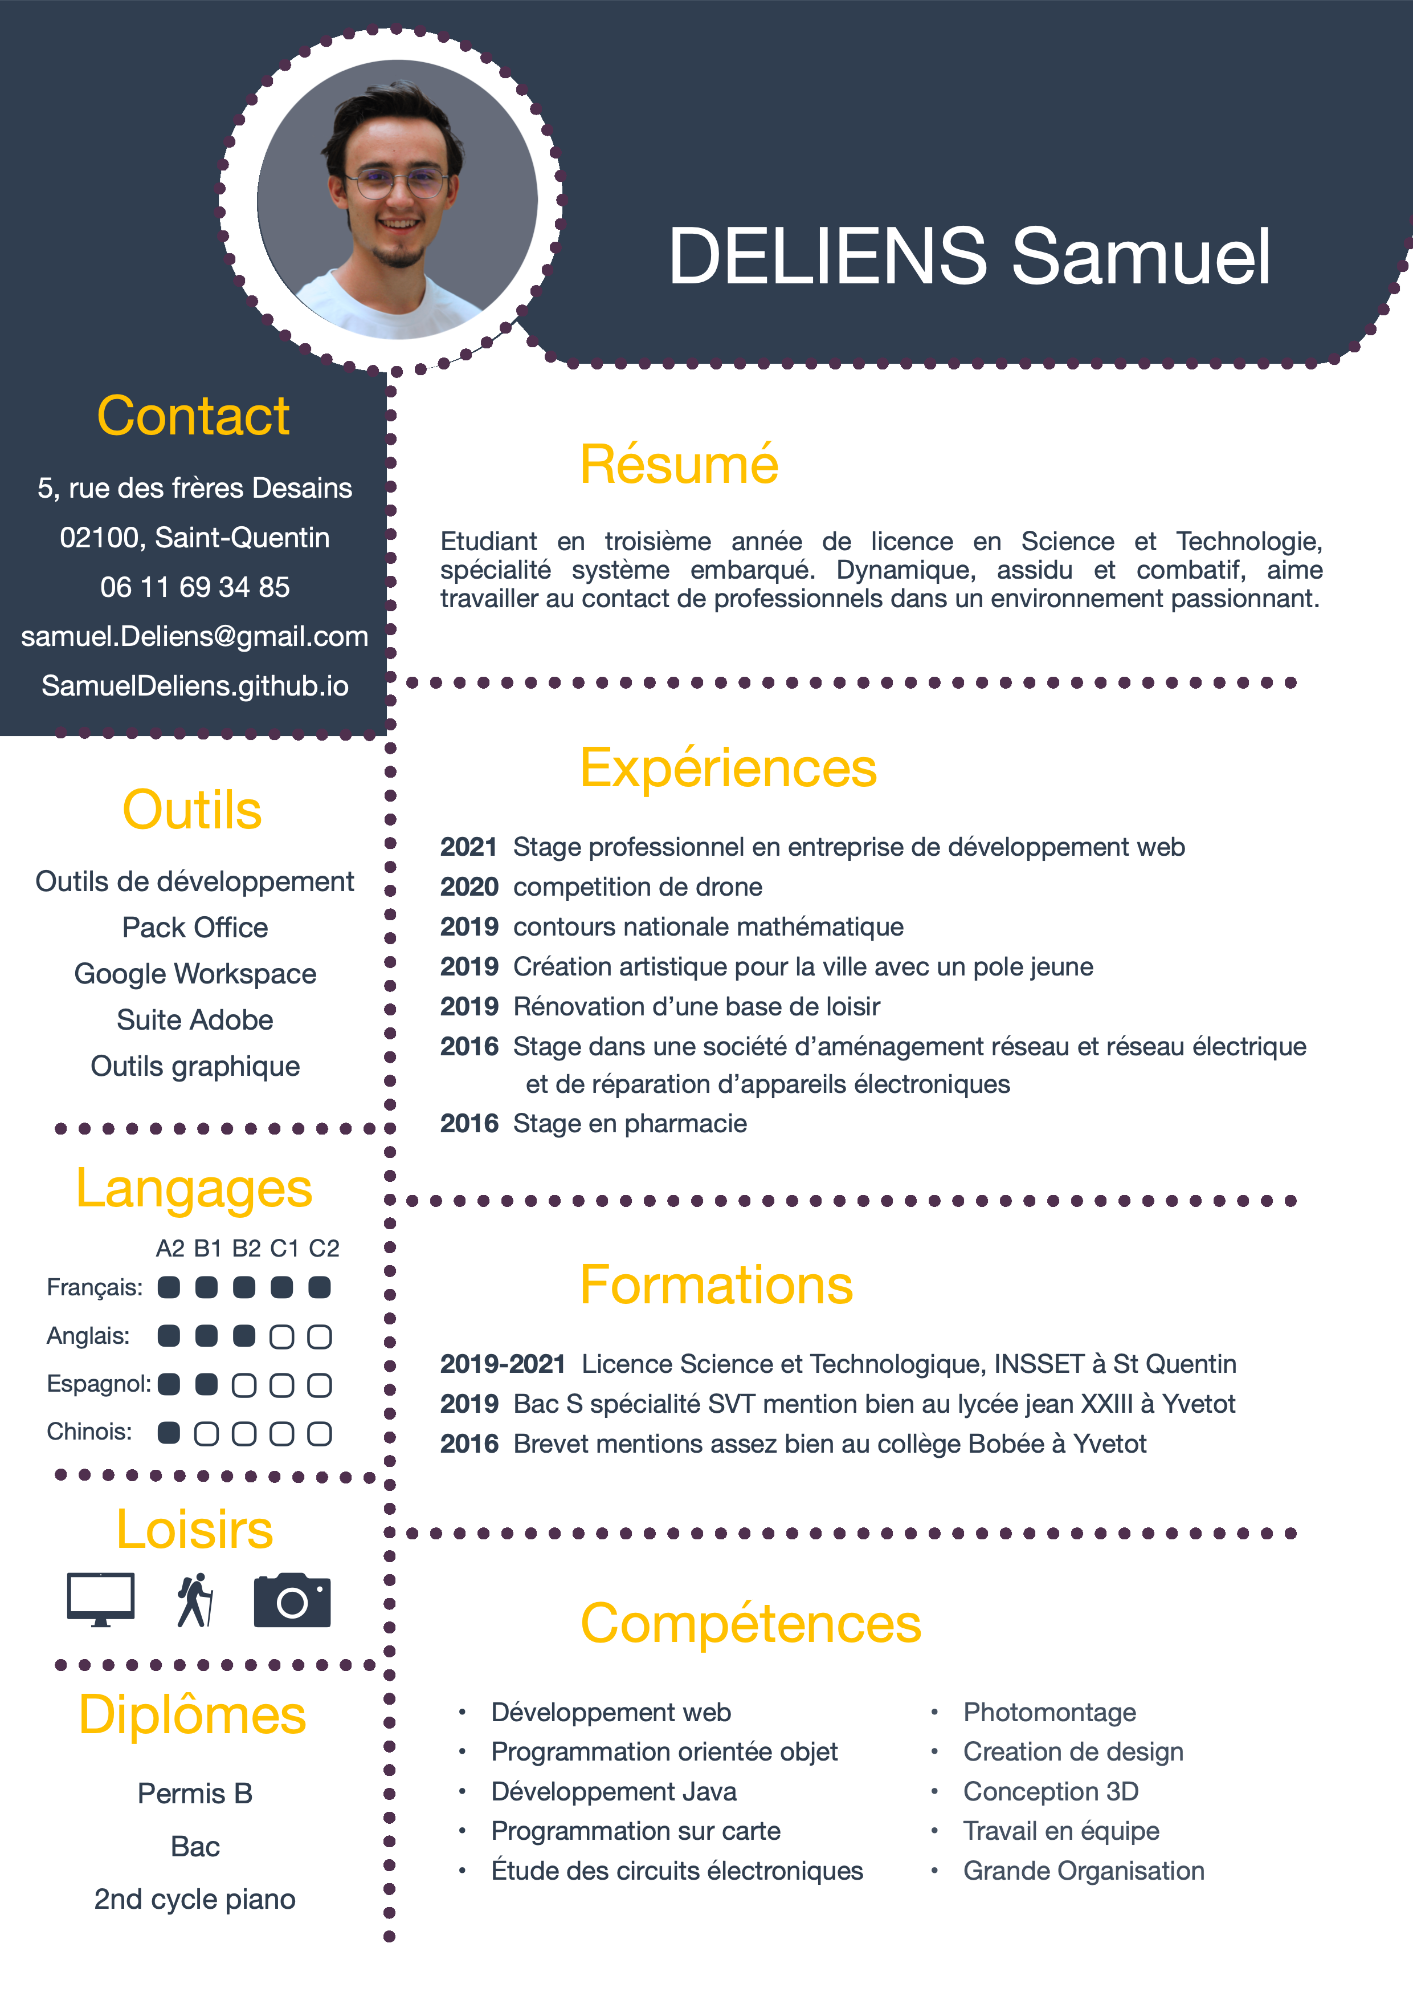 DELIENS Samuel
Contact
5, rue des frères Desains
02100, Saint-Quentin
06 11 69 34 85
samuel.Deliens@gmail.com
SamuelDeliens.github.io
Outils
Outils de développement
Pack Office
Google Workspace
Suite Adobe
Outils graphique
Langages
A2 B1 B2 C1 C2
Français:
Anglais:
Espagnol:
Chinois:
Loisirs
Diplômes
Permis B
Bac
2nd cycle piano
Résumé
Etudiant en troisième année de licence en Science et Technologie,
spécialité système embarqué. Dynamique, assidu et combatif, aime
travailler au contact de professionnels dans un environnement passionnant.
Expériences
2021 Stage professionnel en entreprise de développement web
2020 competition de drone
2019 contours nationale mathématique
2019 Création artistique pour la ville avec un pole jeune
2019 Rénovation d’une base de loisir
2016 Stage dans une société d’aménagement réseau et réseau électrique
et de réparation d’appareils électroniques
2016 Stage en pharmacie
Formations
2019-2021 Licence Science et Technologique, INSSET à St Quentin
2019 Bac S spécialité SVT mention bien au lycée jean XXIII à Yvetot
2016 Brevet mentions assez bien au collège Bobée à Yvetot
Compétences
• Développement web
• Programmation orientée objet
• Développement Java
• Programmation sur carte
• Étude des circuits électroniques
• Photomontage
• Creation de design
• Conception 3D
• Travail en équipe
• Grande Organisation